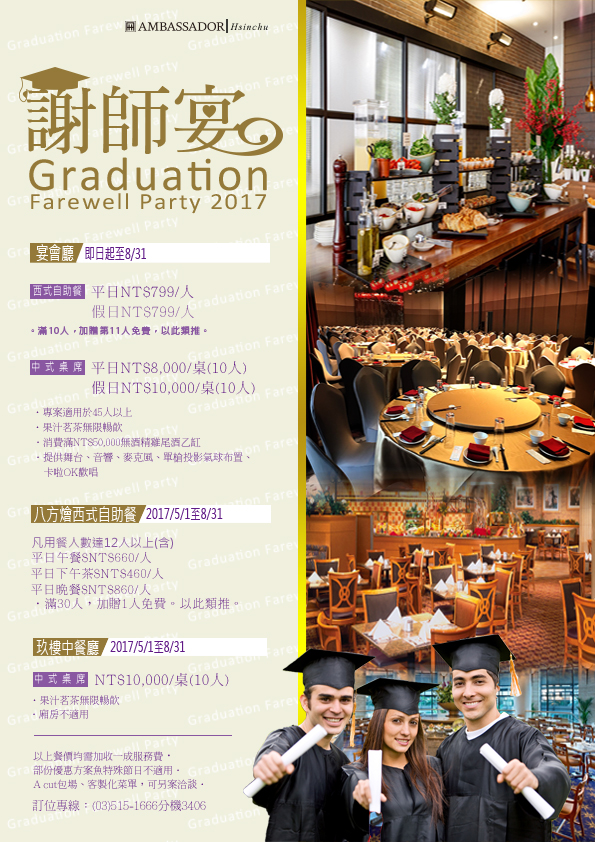 AMBASSADOR Hsinchu
謝師宴
Graduation
Farewell Party 2017
宴會廳 即日起至8/31
西式自助餐 平日NT$799/人
假日NT$799/人
。滿10人，加贈第11人免費，以此類推。
中式桌席 平日NT$8,000/桌(10人)
假日NT$10,000/桌(10人)
．專案適用於45人以上
．果汁茗茶無限暢飲
．消費滿NT$50,000無酒精雞尾酒乙缸
．提供舞台、音響、麥克風、單槍投影氣球布置、
卡啦OK歡唱
八方燴西式自助餐 2017/5/1至8/31
凡用餐人數達12人以上(含)
平日午餐$NT$660/人
平日下午茶$NT$460/人
平日晚餐$NT$860/人
．滿30人，加贈1人免費。以此類推。
玖樓中餐廳 2017/5/1至8/31
中式桌席 NT$10,000/桌(10人)
．果汁茗茶無限暢飲
．廂房不適用
以上餐價均需加收一成服務費．
部份優惠方案魚特殊節日不適用．
A cut包場、客製化菜單，可另案洽談．
訂位專線：(03)515-1666分機3406